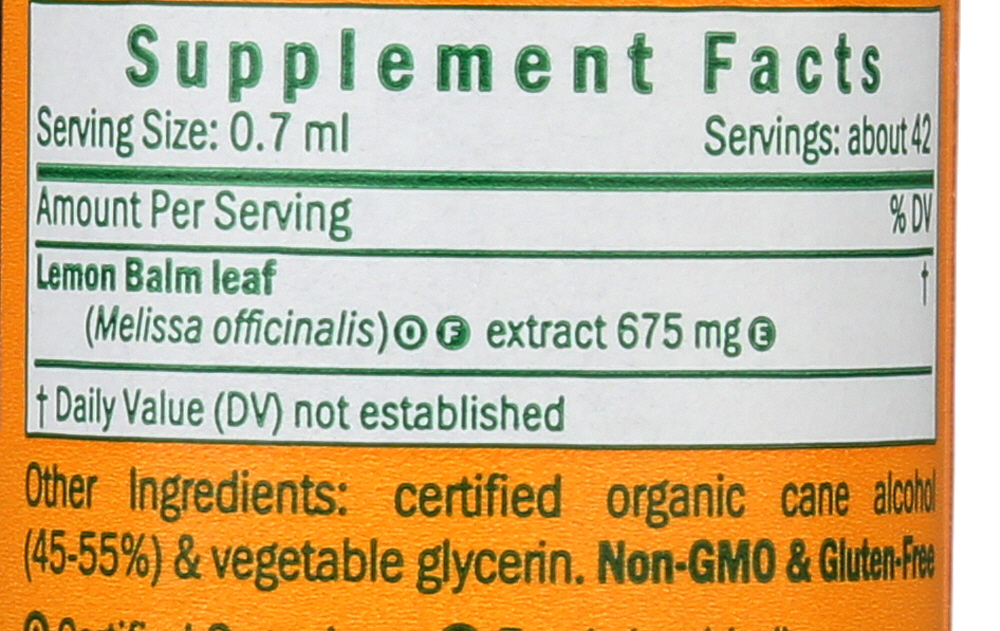 Supplement Facts
Serving Size: 0.7 ml Servings: about 42
Amount Per Serving % DV
Lemon Balm leaf †
(Melissa officinalis) Ⓞ Ⓕ extract 675 mg Ⓔ
† Daily Value (DV) not established
Other Ingredients: certified organic cane alcohol
(45-55%) & vegetable glycerin. Non-GMO & Gluten-Free